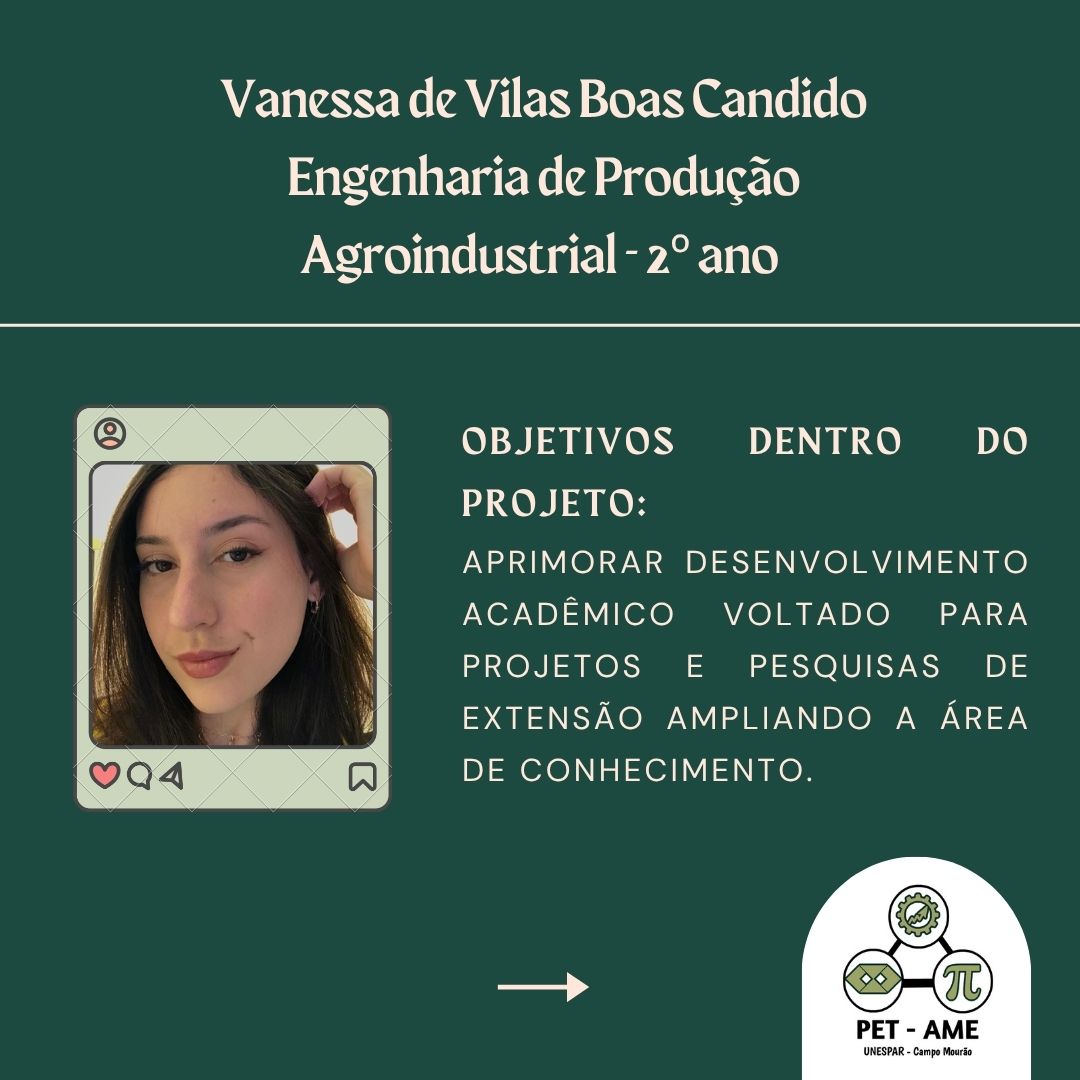 Vanessa de Vilas Boas Candido
Engenharia de Produção
Agroindustrial - 2º ano
OBJETIVOS DENTRO DO
PROJETO:
APRIMORAR DESENVOLVIMENTO
ACADÊMICO VOLTADO PARA
PROJETOS E PESQUISAS DE
EXTENSÃO AMPLIANDO A ÁREA
DE CONHECIMENTO.
π
PET - AME
UNESPAR - Campo Mourão